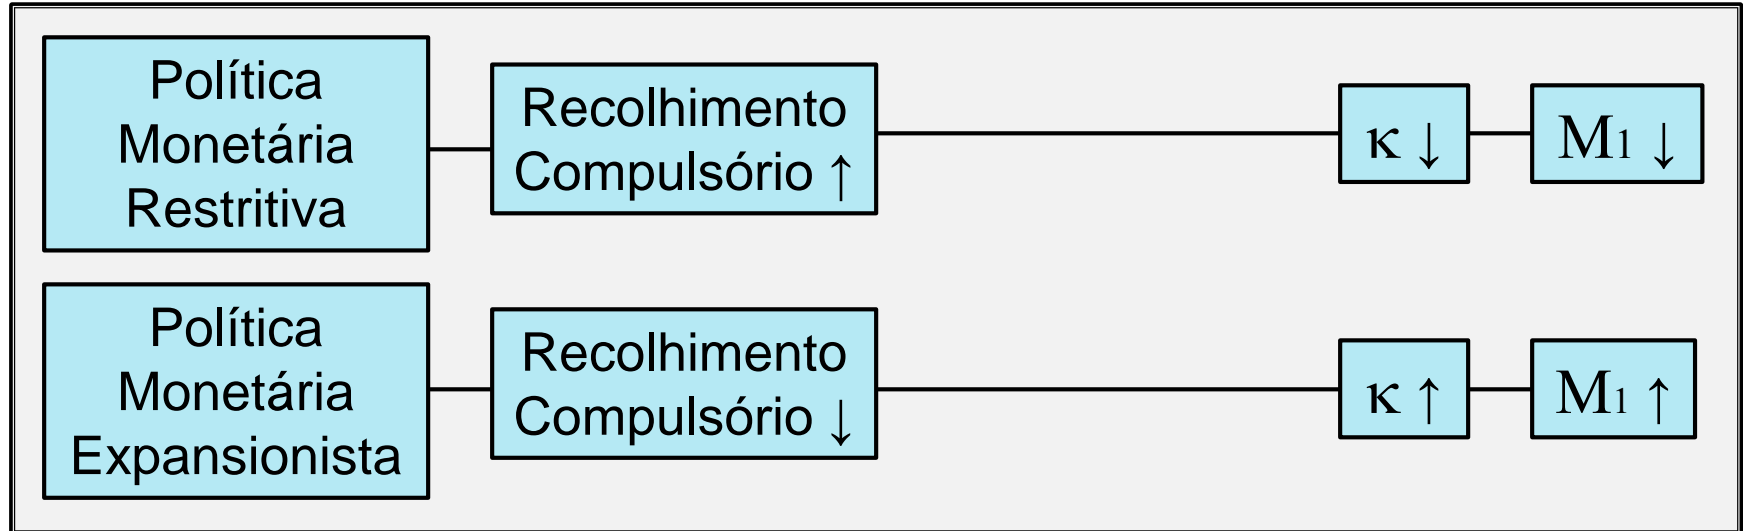 Política
Monetária
Restritiva
Recolhimento
Compulsório ↑
κ ↓
M1 ↓
Política
Monetária
Expansionista
Recolhimento
Compulsório ↓
κ ↑
M1 ↑